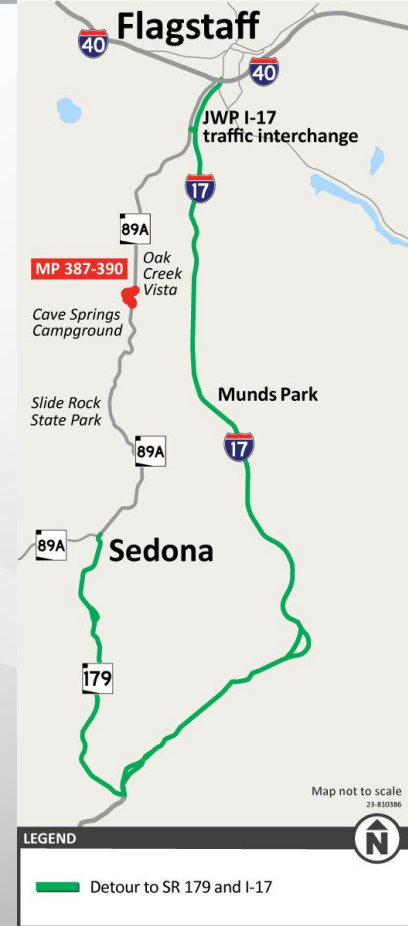 Flagstaff
40
40
JWP I-17
traffic interchange
17
89A
MP 387-390
Oak
Creek
Vista
Cave Springs
Campground
Munds Park
Slide Rock
State Park
17
89A
89A
Sedona
179
Map not to scale
23-810386
LEGEND
N
Detour to SR 179 and I-17